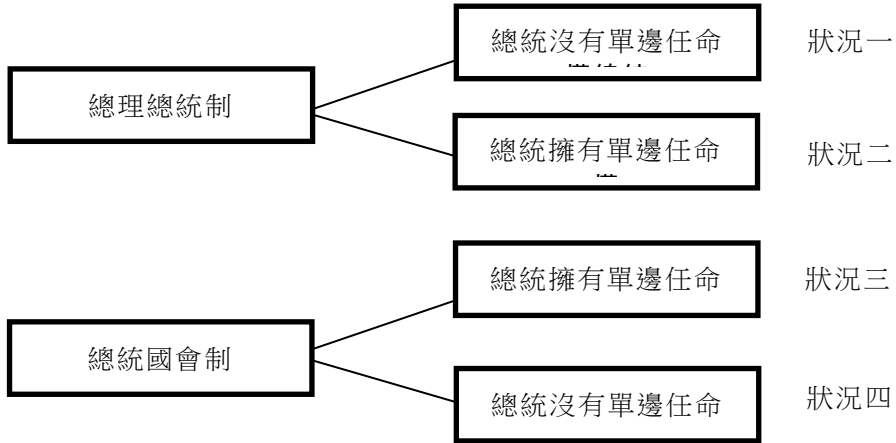 總統沒有單邊任命
狀況一
總理總統制
總統擁有單邊任命
狀況二
總統擁有單邊任命
狀況三
總統國會制
總統沒有單邊任命
狀況四